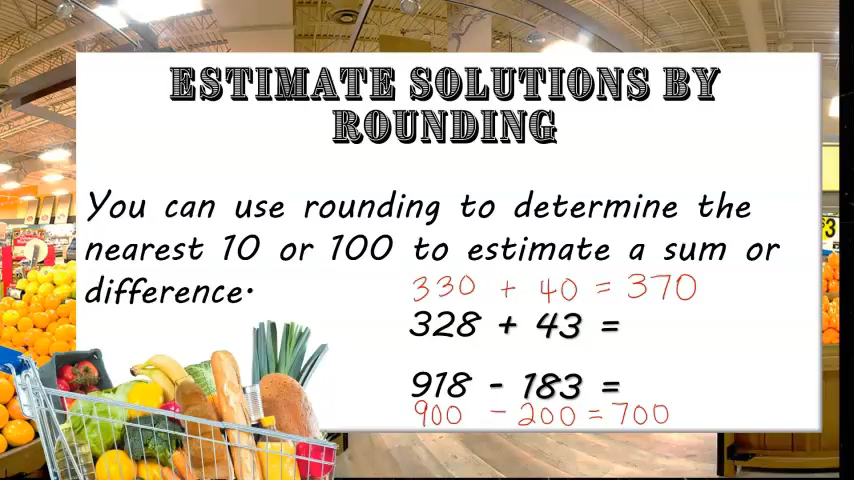 ESTIMATE SOLUTIONS BY
ROUNDING
You can use rounding to determine the
nearest 10 or 100 to estimate a sum or
difference.
330 + 40 = 370
328 + 43 =
918 - 183 =
900 - 200 = 700
$3